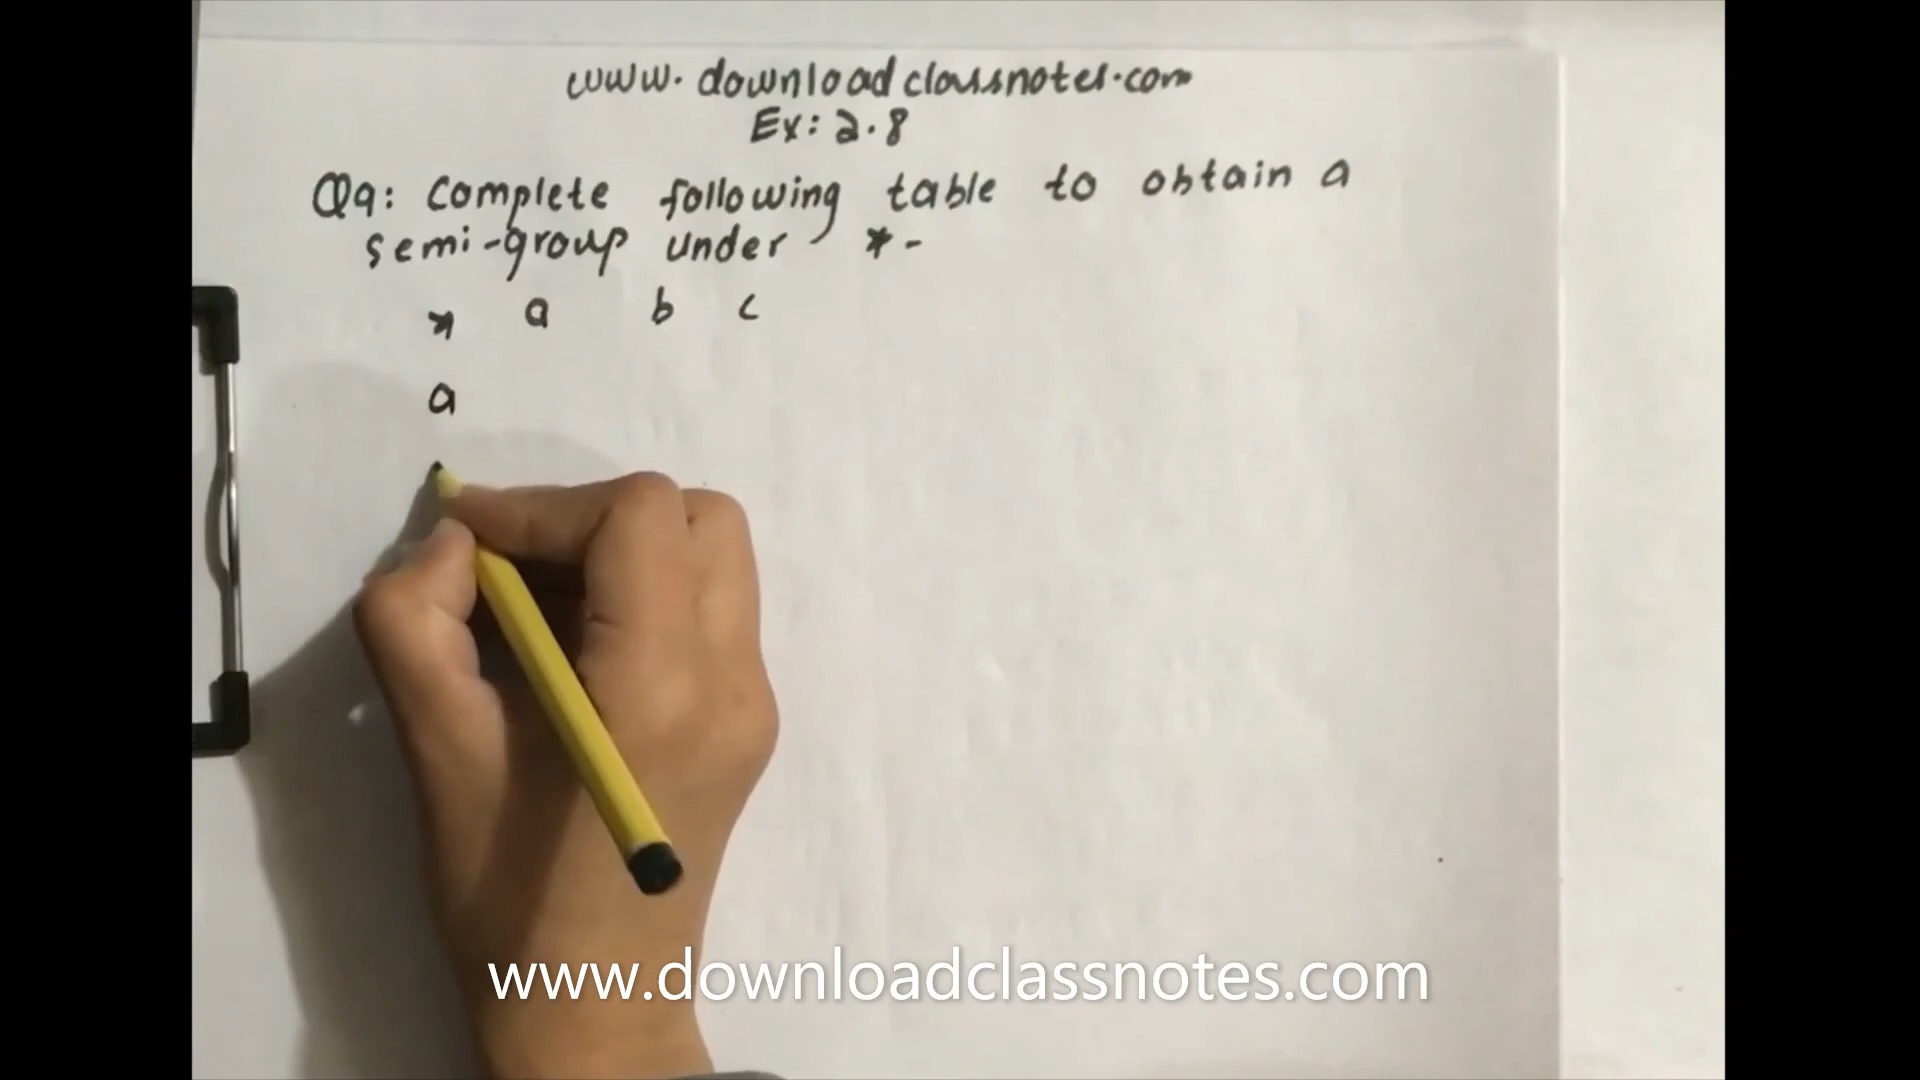 www.downloadclassnotes.com
Ex: 2.8
Q9: Complete following table to obtain a
semi-group under *-
* a b c
a
www.downloadclassnotes.com